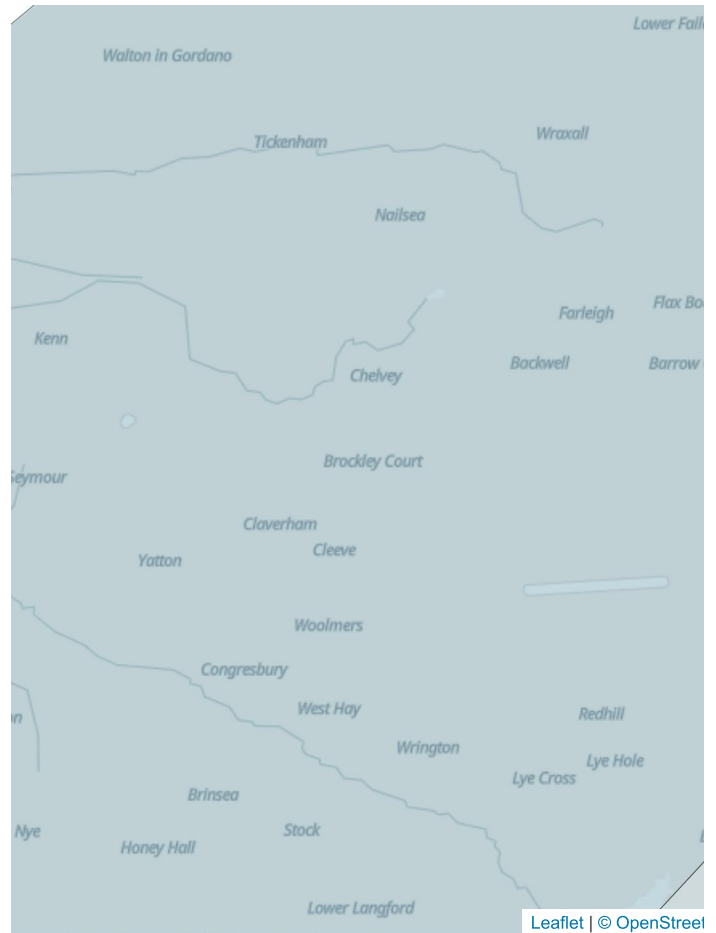 Lower Faile
Walton in Gordano
Wraxall
Tickenham
Nailsea
Flax Bo
Farleigh
Kenn
Backwell
Barrow
Chelvey
Brockley Court
Seymour
Claverham
Cleeve
Yatton
Woolmers
Congresbury
West Hay
Redhill
on
Wrington
Lye Hole
Lye Cross
Brinsea
Stock
Nye
Honey Hall
Lower Langford
Leaflet | © OpenStreet